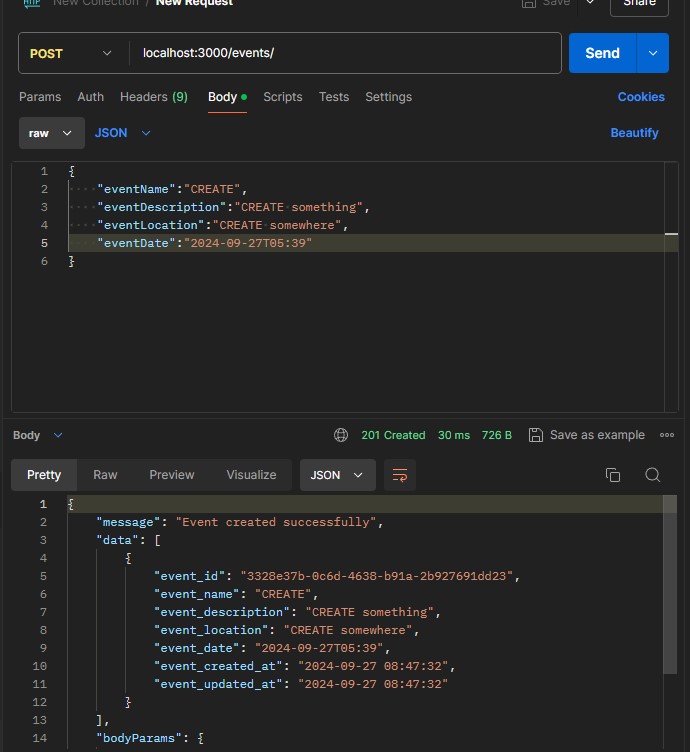 HTTP New Collection / New Request Save Share
POST localhost:3000/events/ Send
Params Auth Headers (9) Body Scripts Tests Settings Cookies
raw JSON Beautify
1 {
2 ····"eventName":"CREATE",
3 ····"eventDescription":"CREATE·something",
4 ····"eventLocation":"CREATE·somewhere",
5 ····"eventDate":"2024-09-27T05:39"
6 }
Body 201 Created 30 ms 726 B Save as example
Pretty Raw Preview Visualize JSON
1 {
2 "message": "Event created successfully",
3 "data": [
4 {
5 "event_id": "3328e37b-0c6d-4638-b91a-2b927691dd23",
6 "event_name": "CREATE",
7 "event_description": "CREATE something",
8 "event_location": "CREATE somewhere",
9 "event_date": "2024-09-27T05:39",
10 "event_created_at": "2024-09-27 08:47:32",
11 "event_updated_at": "2024-09-27 08:47:32"
12 }
13 ],
14 "bodyParams": {